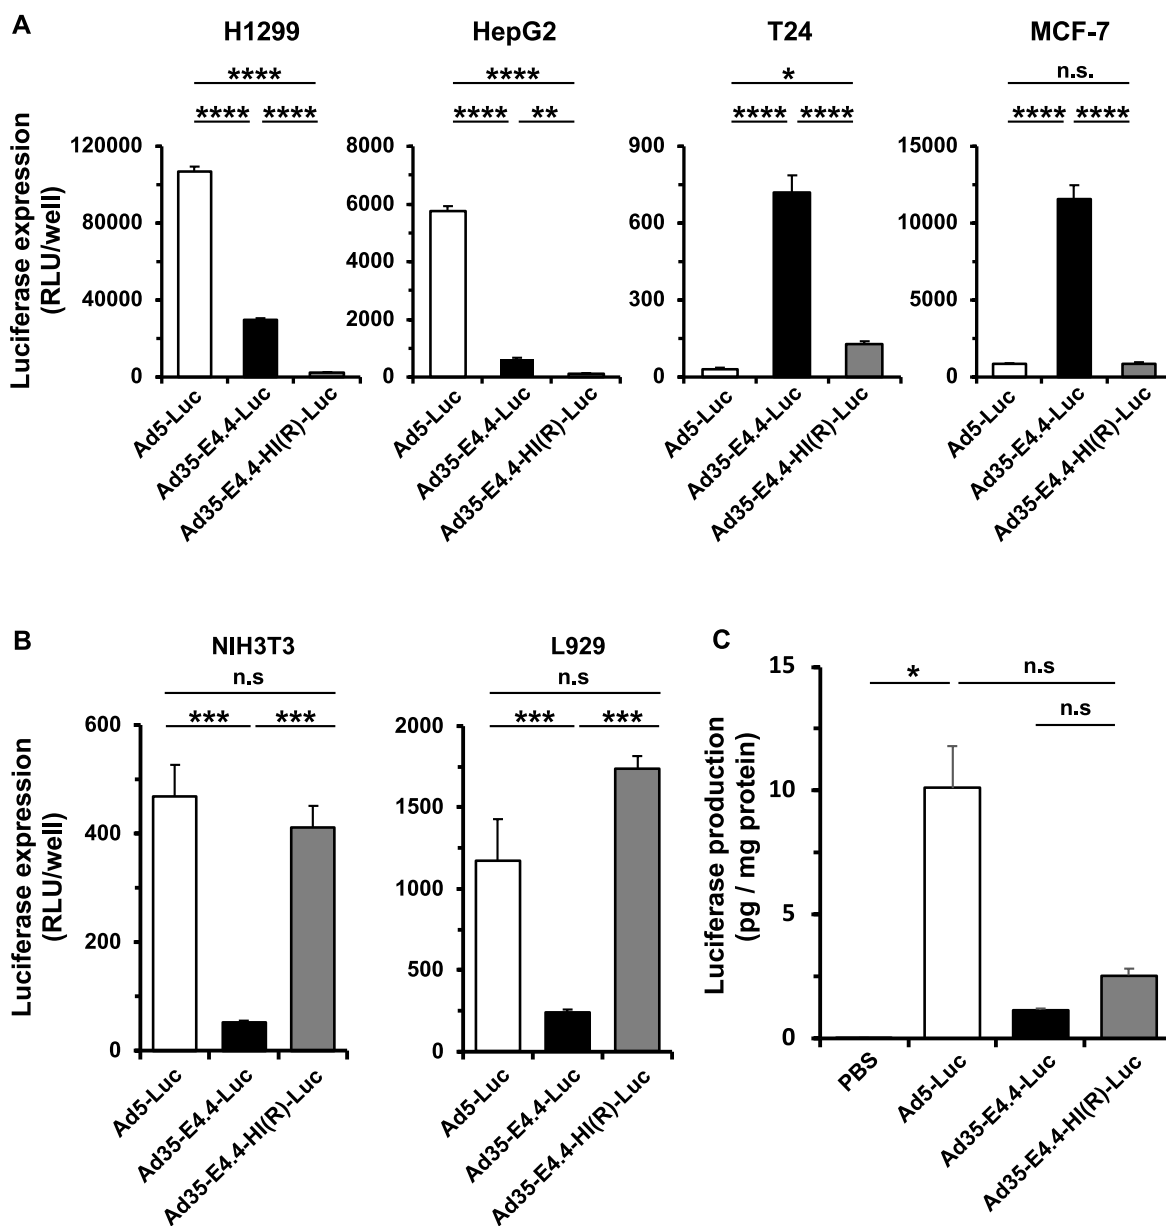 A
H1299
HepG2
T24
MCF-7
****
****
*
n.s.
**** ****
**** **
**** ****
**** ****
Luciferase expression
(RLU/well)
120000
80000
40000
0
8000
6000
4000
2000
0
900
600
300
0
15000
10000
5000
0
Ad5-Luc
Ad35-E4.4-Luc
Ad35-E4.4-HI(R)-Luc
Ad5-Luc
Ad35-E4.4-Luc
Ad35-E4.4-HI(R)-Luc
Ad5-Luc
Ad35-E4.4-Luc
Ad35-E4.4-HI(R)-Luc
Ad5-Luc
Ad35-E4.4-Luc
Ad35-E4.4-HI(R)-Luc
B
NIH3T3
L929
n.s
n.s
*** ***
*** ***
Luciferase expression
(RLU/well)
600
400
200
0
2000
1500
1000
500
0
Ad5-Luc
Ad35-E4.4-Luc
Ad35-E4.4-HI(R)-Luc
Ad5-Luc
Ad35-E4.4-Luc
Ad35-E4.4-HI(R)-Luc
C
* n.s
n.s
Luciferase production
(pg / mg protein)
15
10
5
0
PBS
Ad5-Luc
Ad35-E4.4-Luc
Ad35-E4.4-HI(R)-Luc